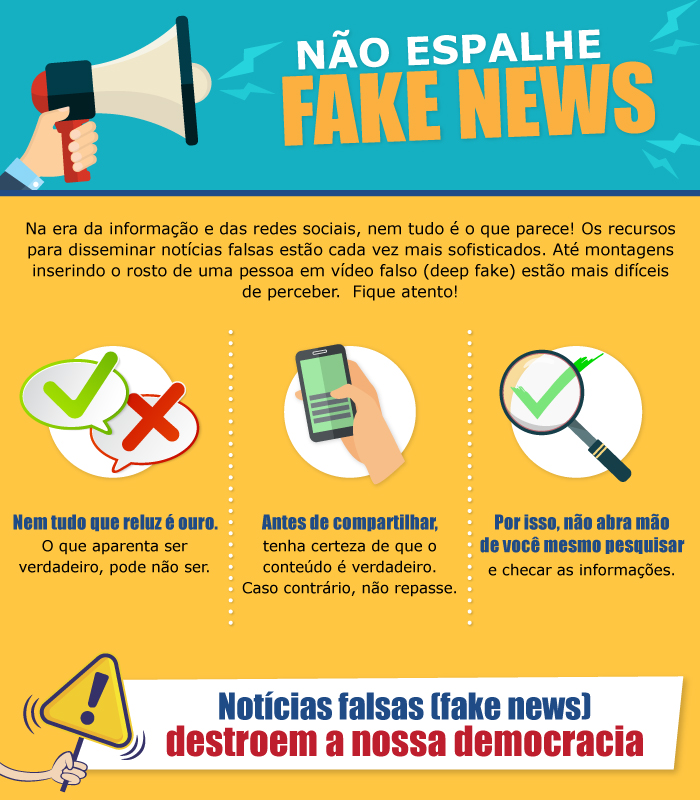 NÃO ESPALHE
FAKE NEWS
Na era da informação e das redes sociais, nem tudo é o que parece! Os recursos
para disseminar notícias falsas estão cada vez mais sofisticados. Até montagens
inserindo o rosto de uma pessoa em vídeo falso (deep fake) estão mais difíceis
de perceber. Fique atento!
Nem tudo que reluz é ouro.
O que aparenta ser
verdadeiro, pode não ser.
Antes de compartilhar,
tenha certeza de que o
conteúdo é verdadeiro.
Caso contrário, não repasse.
Por isso, não abra mão
de você mesmo pesquisar
e checar as informações.
Notícias falsas (fake news)
destroem a nossa democracia